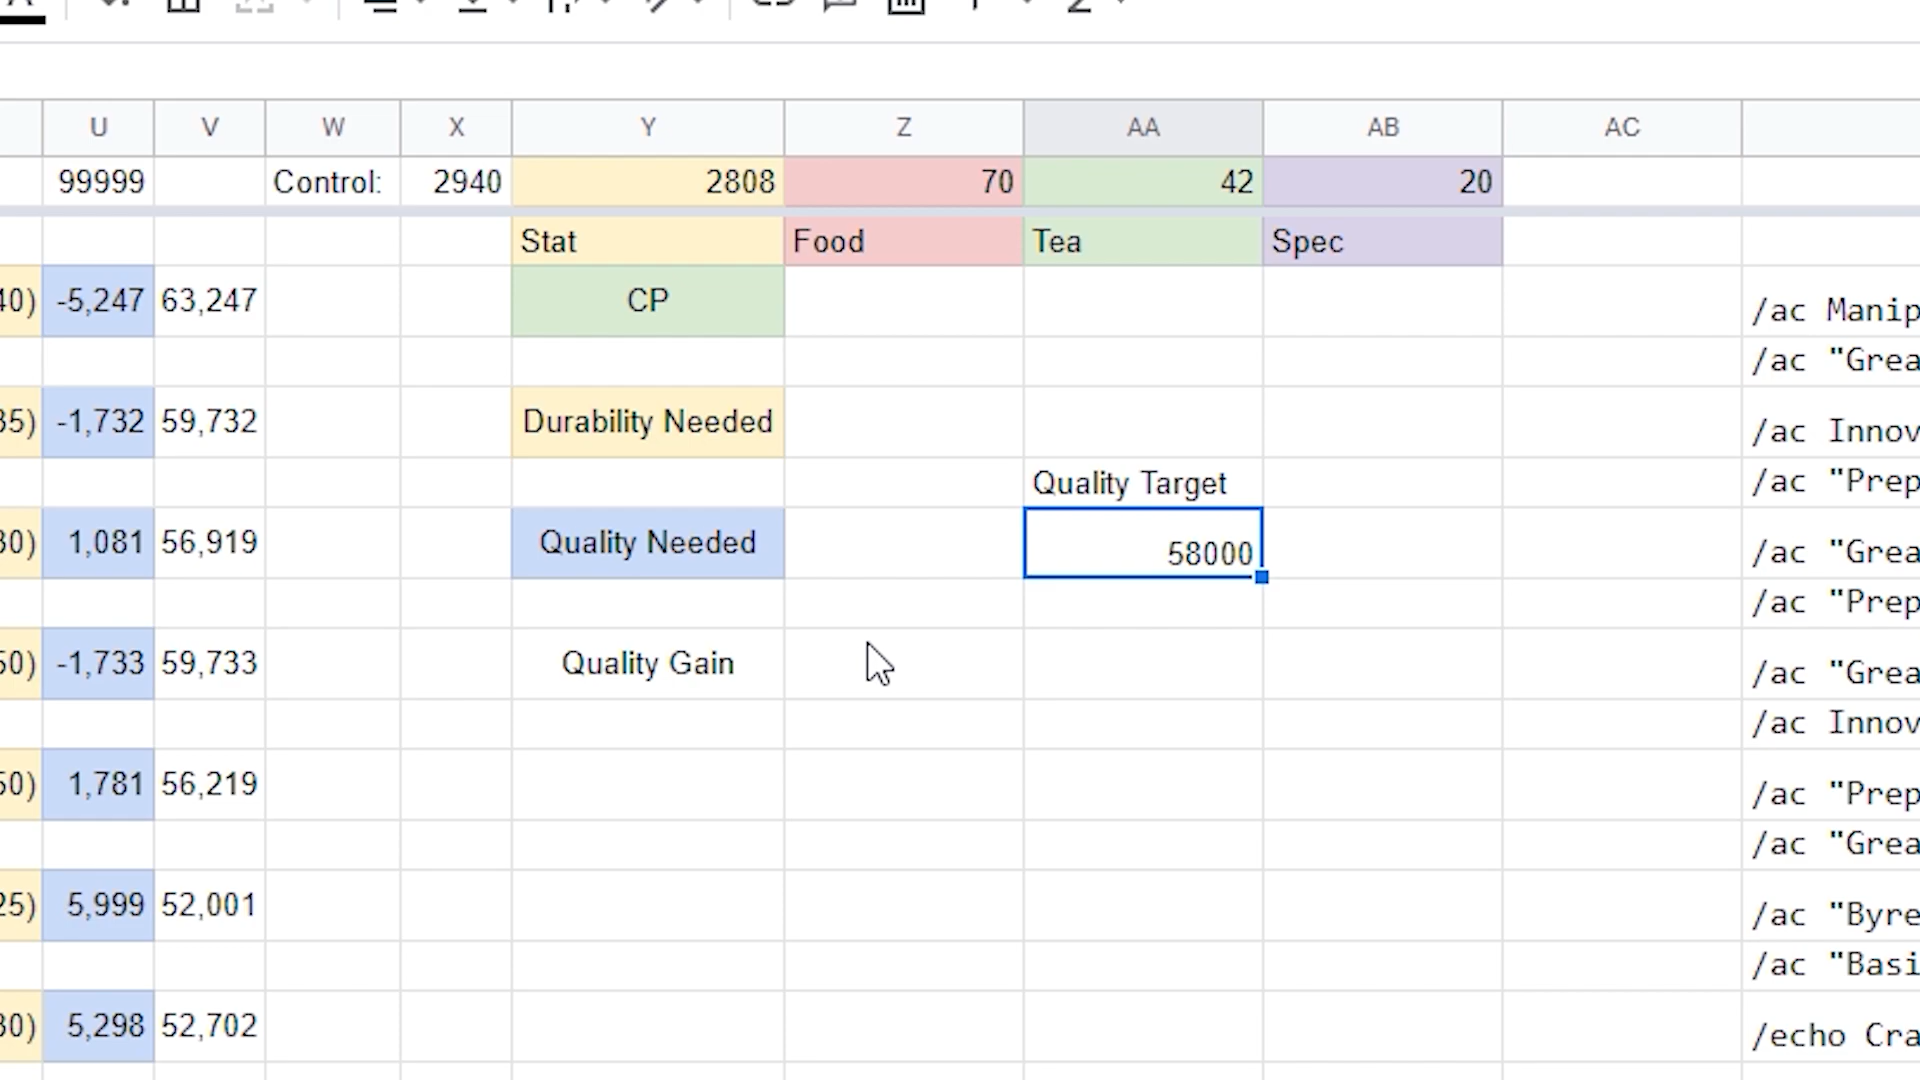 U V W X Y Z AA AB AC
99999 Control: 2940 2808 70 42 20
Stat Food Tea Spec
40) -5,247 63,247 CP /ac Manip
/ac "Grea
35) -1,732 59,732 Durability Needed /ac Innov
Quality Target /ac "Prep
30) 1,081 56,919 Quality Needed 58000 /ac "Grea
/ac "Prep
50) -1,733 59,733 Quality Gain /ac "Grea
/ac Innov
50) 1,781 56,219 /ac "Prep
/ac "Grea
25) 5,999 52,001 /ac "Byre
/ac "Basi
30) 5,298 52,702 /echo Cra